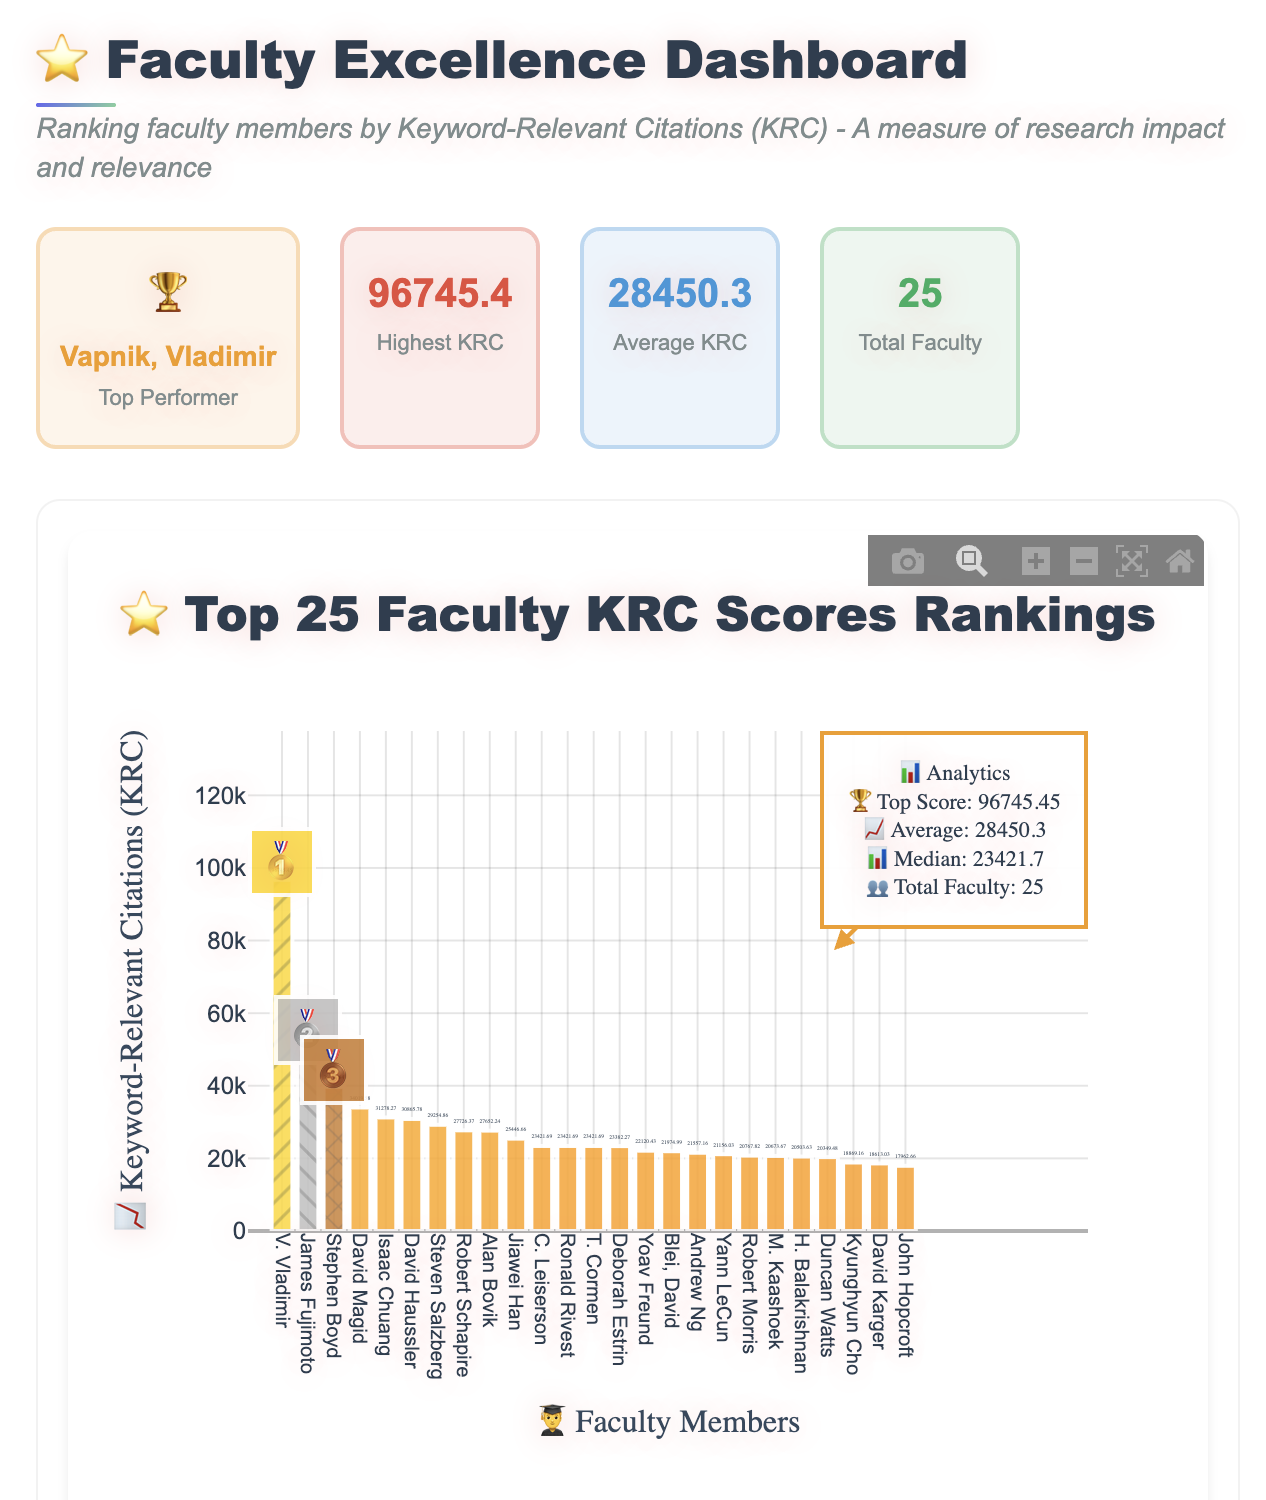 Faculty Excellence Dashboard
Ranking faculty members by Keyword-Relevant Citations (KRC) - A measure of research impact
and relevance
Vapnik, Vladimir
Top Performer
96745.4
Highest KRC
28450.3
Average KRC
25
Total Faculty
Top 25 Faculty KRC Scores Rankings
Keyword-Relevant Citations (KRC)
120k
100k
80k
60k
40k
20k
0
1
2
3
Analytics
Top Score: 96745.45
Average: 28450.3
Median: 23421.7
Total Faculty: 25
31278.27
30865.78
29254.86
27726.37
27652.24
25446.66
23421.69
23421.69
23421.69
23382.27
22120.43
21974.99
21557.16
21156.03
20767.82
20673.67
20503.63
20349.48
18889.16
18613.03
17962.66
V. Vladimir
James Fujimoto
Stephen Boyd
David Magid
Isaac Chuang
David Haussler
Steven Salzberg
Robert Schapire
Alan Bovik
Jiawei Han
C. Leiserson
Ronald Rivest
T. Cormen
Deborah Estrin
Yoav Freund
Blei, David
Andrew Ng
Yann LeCun
Robert Morris
M. Kaashoek
H. Balakrishnan
Duncan Watts
Kyunghyun Cho
David Karger
John Hopcroft
Faculty Members